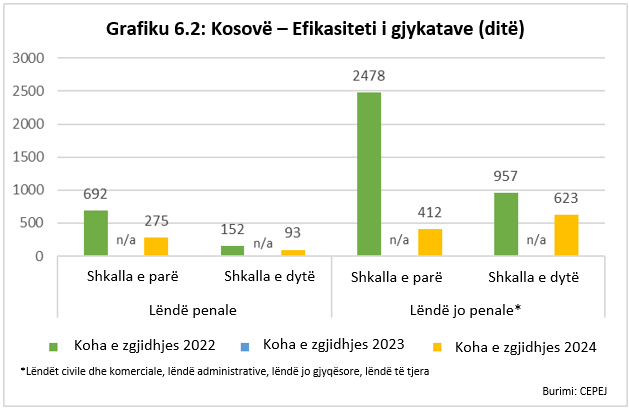 Grafiku 6.2: Kosovë – Efikasiteti i gjykatave (ditë)
3000
2500
2000
1500
1000
500
0
692
n/a
275
152
n/a
93
2478
n/a
412
957
n/a
623
Shkalla e parë
Shkalla e dytë
Shkalla e parë
Shkalla e dytë
Lëndë penale
Lëndë jo penale*
Koha e zgjidhjes 2022
Koha e zgjidhjes 2023
Koha e zgjidhjes 2024
*Lëndët civile dhe komerciale, lëndë administrative, lëndë jo gjyqësore, lëndë të tjera
Burimi: CEPEJ